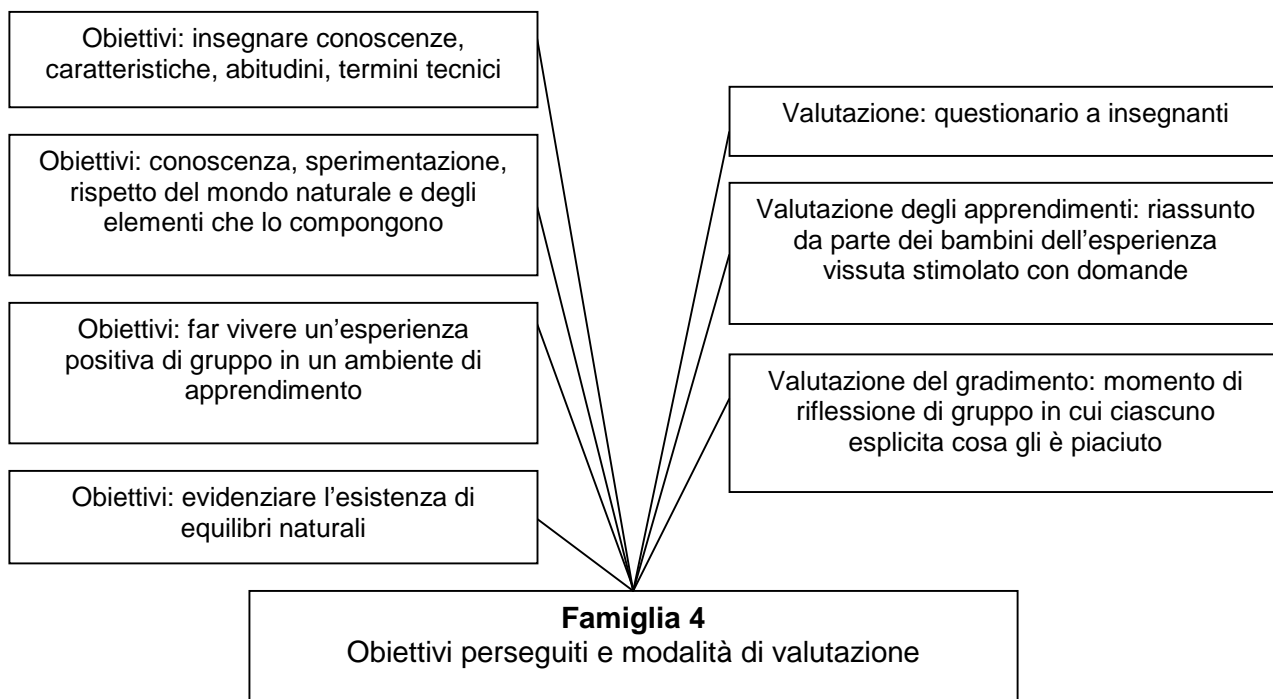 Obiettivi: insegnare conoscenze,
caratteristiche, abitudini, termini tecnici
Obiettivi: conoscenza, sperimentazione,
rispetto del mondo naturale e degli
elementi che lo compongono
Obiettivi: far vivere un’esperienza
positiva di gruppo in un ambiente di
apprendimento
Obiettivi: evidenziare l’esistenza di
equilibri naturali
Valutazione: questionario a insegnanti
Valutazione degli apprendimenti: riassunto
da parte dei bambini dell’esperienza
vissuta stimolato con domande
Valutazione del gradimento: momento di
riflessione di gruppo in cui ciascuno
esplicita cosa gli è piaciuto
Famiglia 4
Obiettivi perseguiti e modalità di valutazione